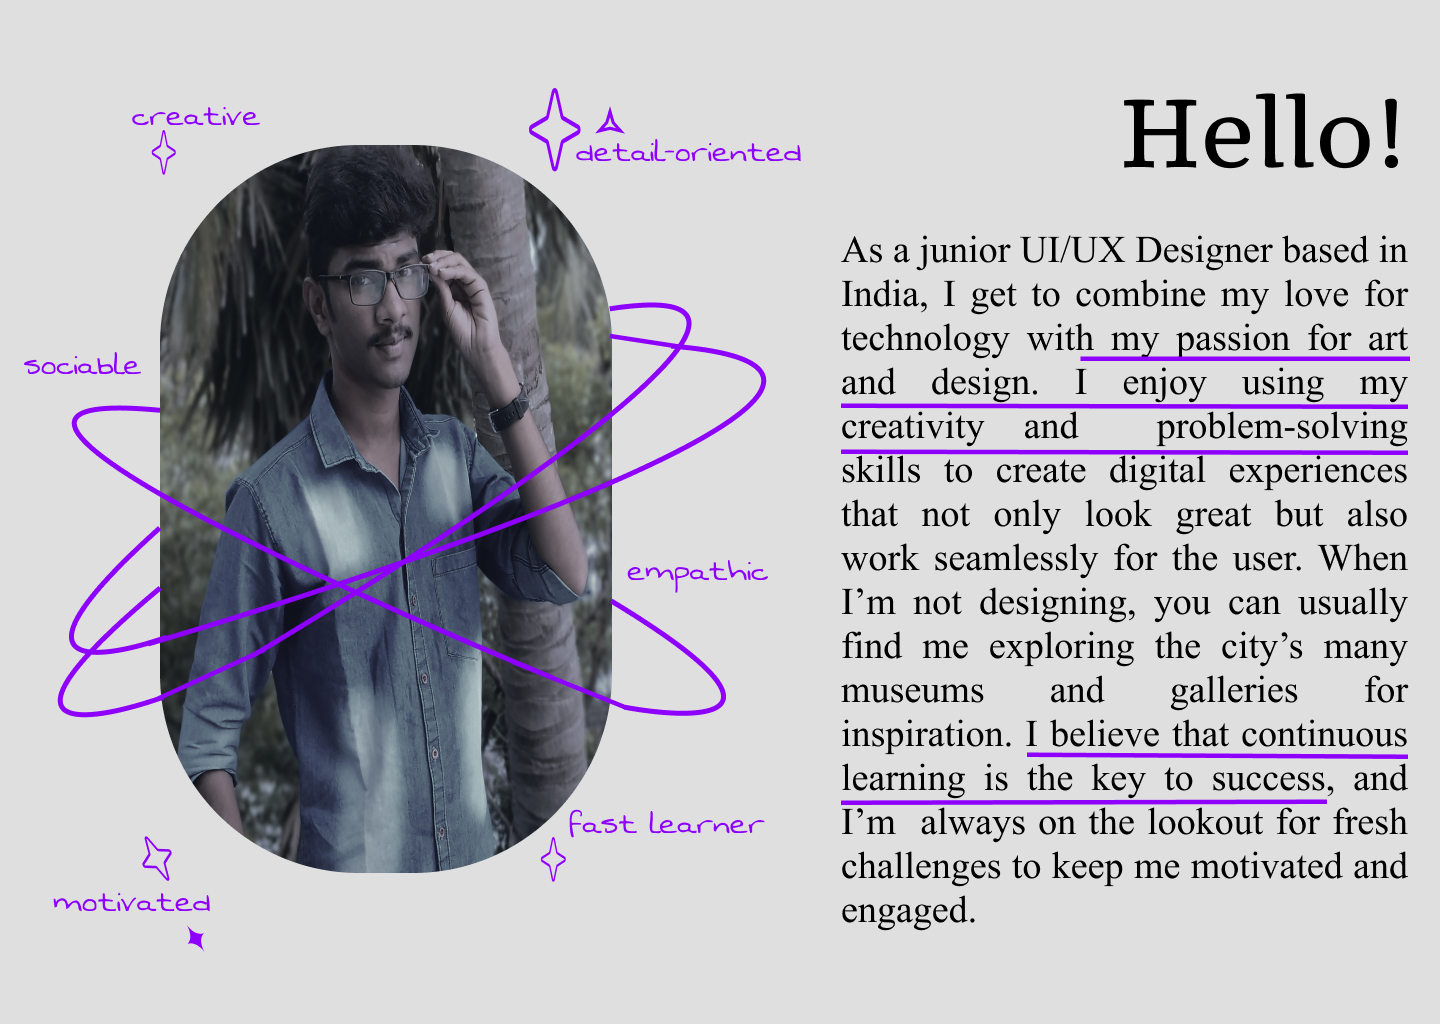 creative
detail-oriented
sociable
empathic
fast learner
motivated
Hello!
As a junior UI/UX Designer based in
India, I get to combine my love for
technology with my passion for art
and design. I enjoy using my
creativity and problem-solving
skills to create digital experiences
that not only look great but also
work seamlessly for the user. When
I’m not designing, you can usually
find me exploring the city’s many
museums and galleries for
inspiration. I believe that continuous
learning is the key to success, and
I’m always on the lookout for fresh
challenges to keep me motivated and
engaged.